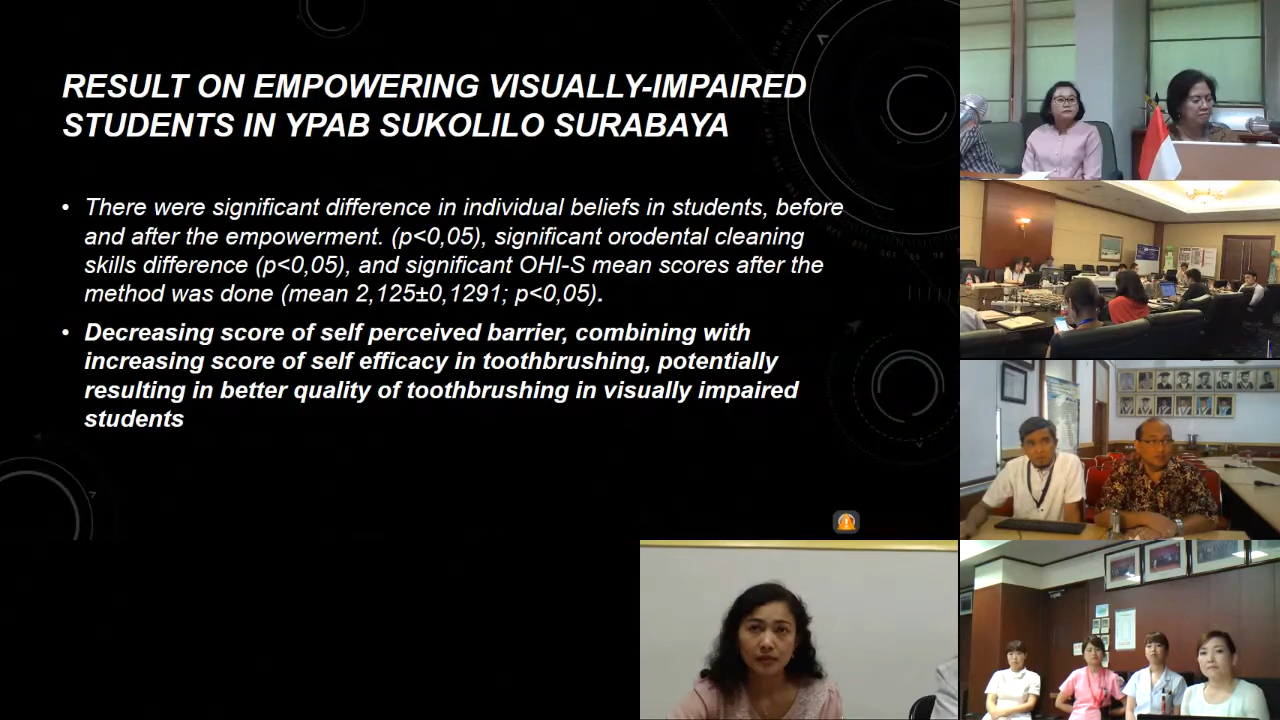 RESULT ON EMPOWERING VISUALLY-IMPAIRED
STUDENTS IN YPAB SUKOLILO SURABAYA
• There were significant difference in individual beliefs in students, before
and after the empowerment. (p<0,05), significant orodental cleaning
skills difference (p<0,05), and significant OHI-S mean scores after the
method was done (mean 2,125±0,1291; p<0,05).
• Decreasing score of self perceived barrier, combining with
increasing score of self efficacy in toothbrushing, potentially
resulting in better quality of toothbrushing in visually impaired
students